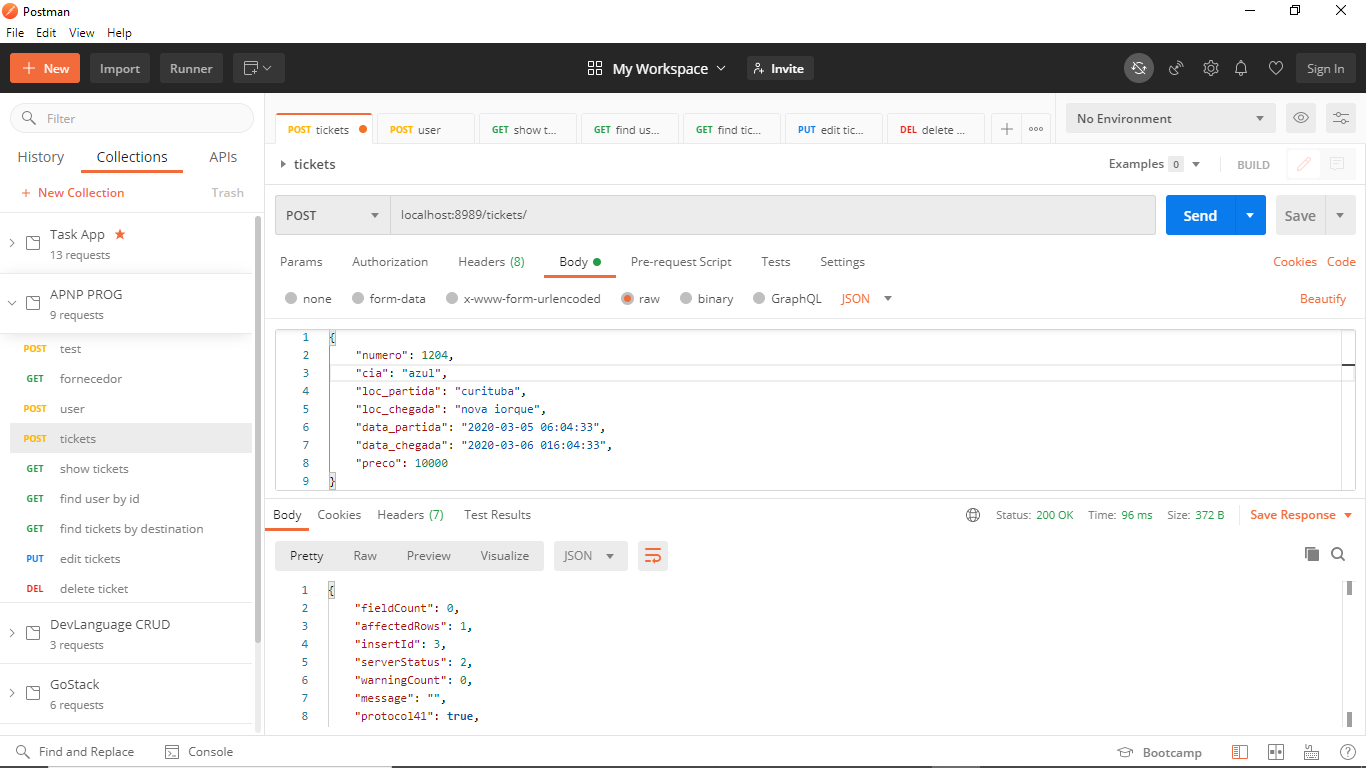 Postman
File Edit View Help
New Import Runner My Workspace Invite Sign In
Filter
History Collections APIs
+ New Collection Trash
Task App
13 requests
APNP PROG
9 requests
POST test
GET fornecedor
POST user
POST tickets
GET show tickets
GET find user by id
GET find tickets by destination
PUT edit tickets
DEL delete ticket
DevLanguage CRUD
3 requests
GoStack
6 requests
POST tickets POST user GET show t... GET find us... GET find tic... PUT edit tic... DEL delete ... No Environment
tickets Examples 0 BUILD
POST localhost:8989/tickets/ Send Save
Params Authorization Headers (8) Body Pre-request Script Tests Settings Cookies Code
none form-data x-www-form-urlencoded raw binary GraphQL JSON Beautify
1 {
2 "numero": 1204,
3 "cia": "azul",
4 "loc_partida": "curituba",
5 "loc_chegada": "nova iorque",
6 "data_partida": "2020-03-05 06:04:33",
7 "data_chegada": "2020-03-06 016:04:33",
8 "preco": 10000
9 }
Body Cookies Headers (7) Test Results Status: 200 OK Time: 96 ms Size: 372 B Save Response
Pretty Raw Preview Visualize JSON
1 {
2 "fieldCount": 0,
3 "affectedRows": 1,
4 "insertId": 3,
5 "serverStatus": 2,
6 "warningCount": 0,
7 "message": "",
8 "protocol41": true,
Find and Replace Console Bootcamp